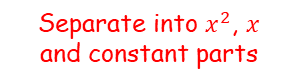 Separate into x², x
and constant parts